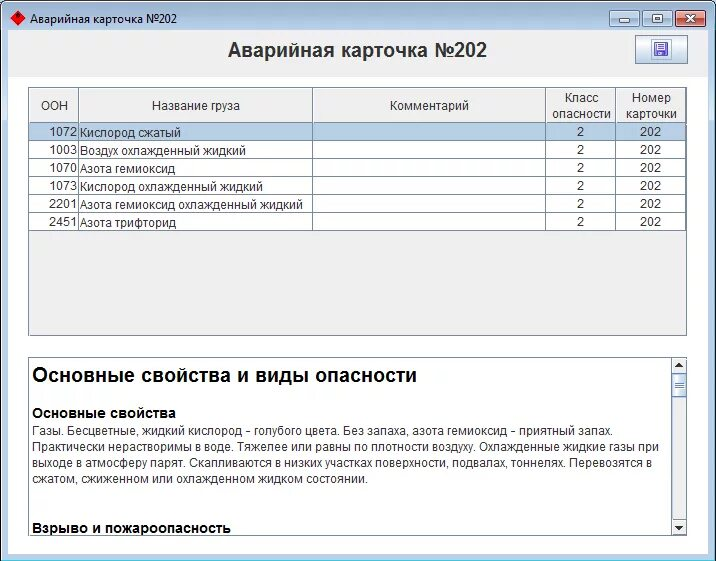 Аварийная карточка №202
Аварийная карточка №202
ООН Название груза Комментарий Класс опасности Номер карточки
1072 Кислород сжатый 2 202
1003 Воздух охлажденный жидкий 2 202
1070 Азота гемиоксид 2 202
1073 Кислород охлажденный жидкий 2 202
2201 Азота гемиоксид охлажденный жидкий 2 202
2451 Азота трифторид 2 202
Основные свойства и виды опасности
Основные свойства
Газы. Бесцветные, жидкий кислород - голубого цвета. Без запаха, азота гемиоксид - приятный запах.
Практически нерастворимы в воде. Тяжелее или равны по плотности воздуху. Охлажденные жидкие газы при
выходе в атмосферу парят. Скапливаются в низких участках поверхности, подвалах, тоннелях. Перевозятся в
сжатом, сжиженном или охлажденном жидком состоянии.
Взрыво и пожароопасность